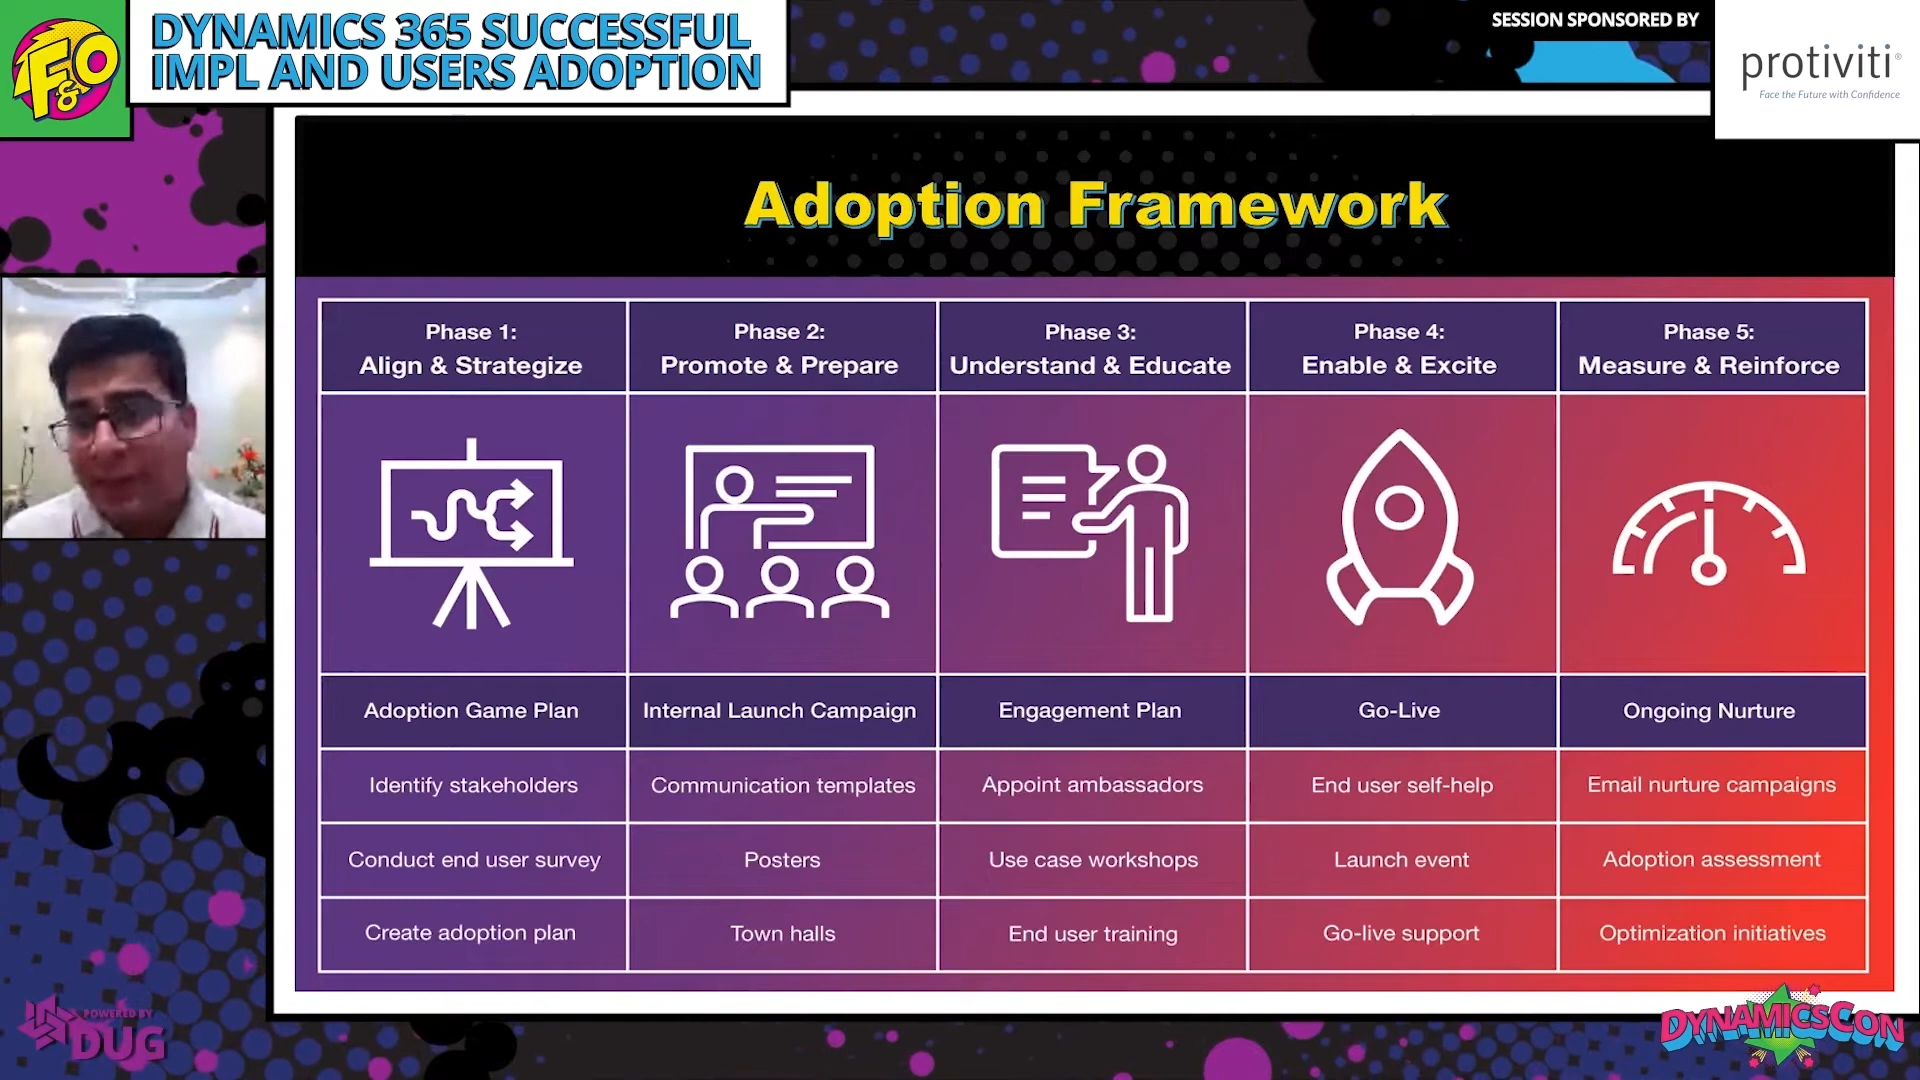 F&O
DYNAMICS 365 SUCCESSFUL
IMPL AND USERS ADOPTION
SESSION SPONSORED BY
protiviti®
Face the Future with Confidence
Adoption Framework
Phase 1:
Align & Strategize
Phase 2:
Promote & Prepare
Phase 3:
Understand & Educate
Phase 4:
Enable & Excite
Phase 5:
Measure & Reinforce
Adoption Game Plan
Internal Launch Campaign
Engagement Plan
Go-Live
Ongoing Nurture
Identify stakeholders
Communication templates
Appoint ambassadors
End user self-help
Email nurture campaigns
Conduct end user survey
Posters
Use case workshops
Launch event
Adoption assessment
Create adoption plan
Town halls
End user training
Go-live support
Optimization initiatives
POWERED BY
DUG
DYNAMICSCON